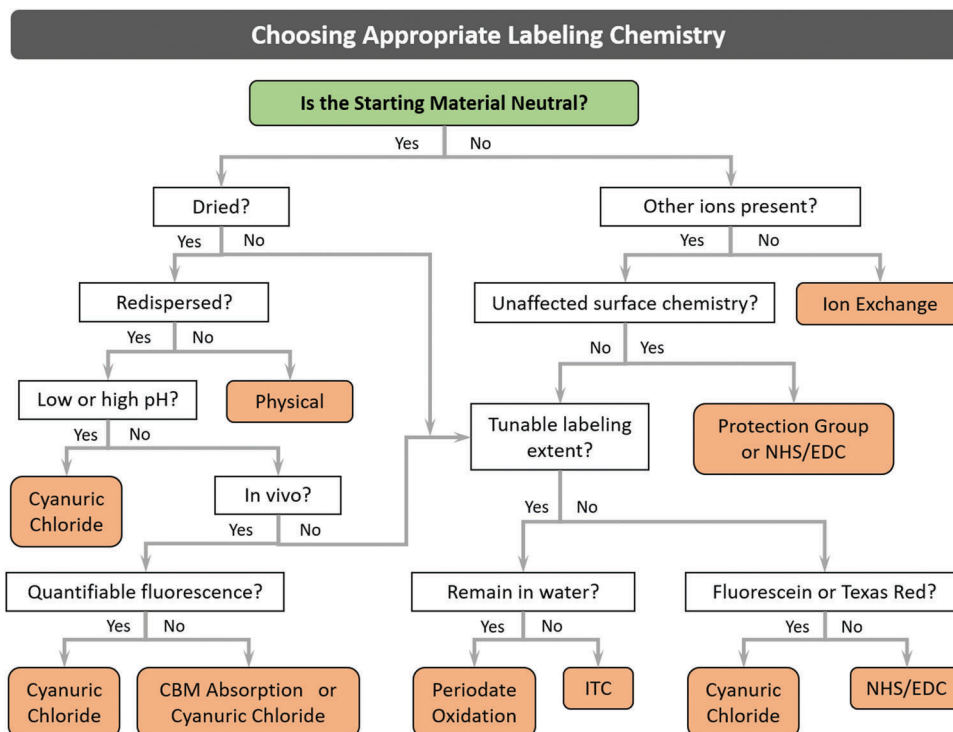 Choosing Appropriate Labeling Chemistry
Is the Starting Material Neutral?
Yes No
Dried?
Other ions present?
Yes No
Yes No
Redispersed?
Unaffected surface chemistry?
Ion Exchange
Yes No
No Yes
Low or high pH?
Physical
Tunable labeling
extent?
Protection Group
or NHS/EDC
Yes No
Cyanuric
Chloride
In vivo?
Yes No
Yes No
Quantifiable fluorescence?
Remain in water?
Fluorescein or Texas Red?
Yes No
Yes No
Yes No
Cyanuric
Chloride
CBM Absorption or
Cyanuric Chloride
Periodate
Oxidation
ITC
Cyanuric
Chloride
NHS/EDC